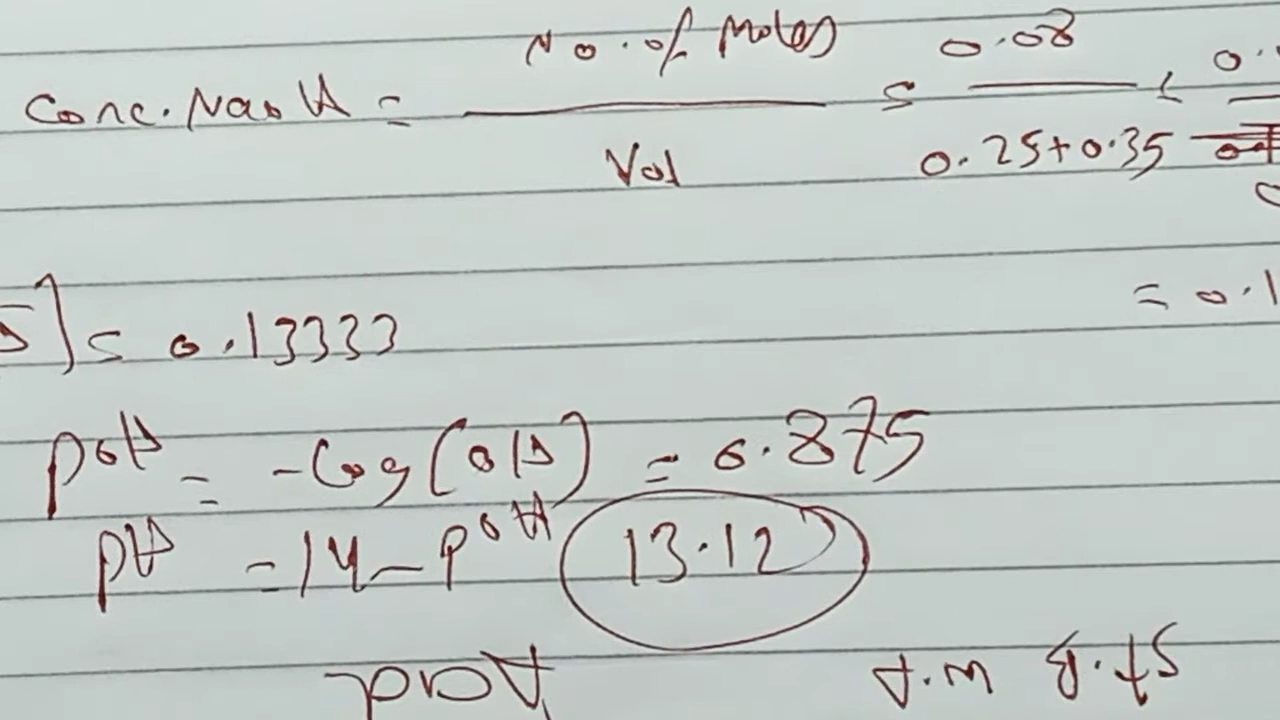 Conc. NaoH = No. of Moles / Vol = 0.08 / 0.25+0.35 = 0.
= 0.1
] = 0.13333
poH = -Log(oH) = 0.875
pH = 14 - poH 13.12